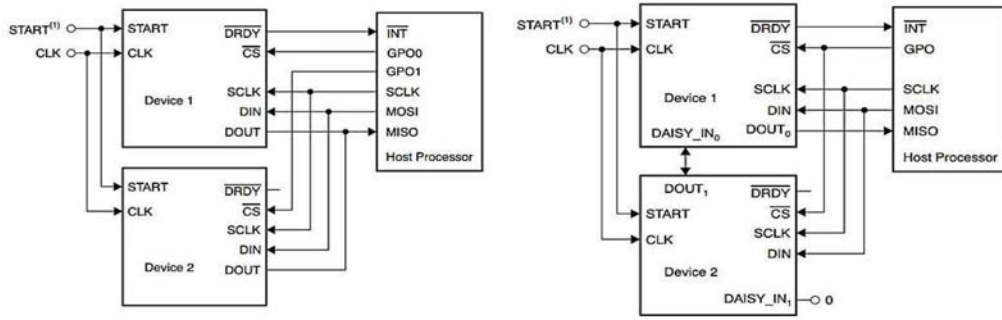 START(1)
CLK
START
CLK
Device 1
DRDY
CS
SCLK
DIN
DOUT
INT
GPO0
GPO1
SCLK
MOSI
MISO
Host Processor
START
CLK
Device 2
DRDY
CS
SCLK
DIN
DOUT
START(1)
CLK
START
CLK
Device 1
DAISY_IN0
DRDY
CS
SCLK
DIN
DOUT0
INT
GPO
SCLK
MOSI
MISO
Host Processor
DOUT1
START
CLK
Device 2
DRDY
CS
SCLK
DIN
DAISY_IN1
0